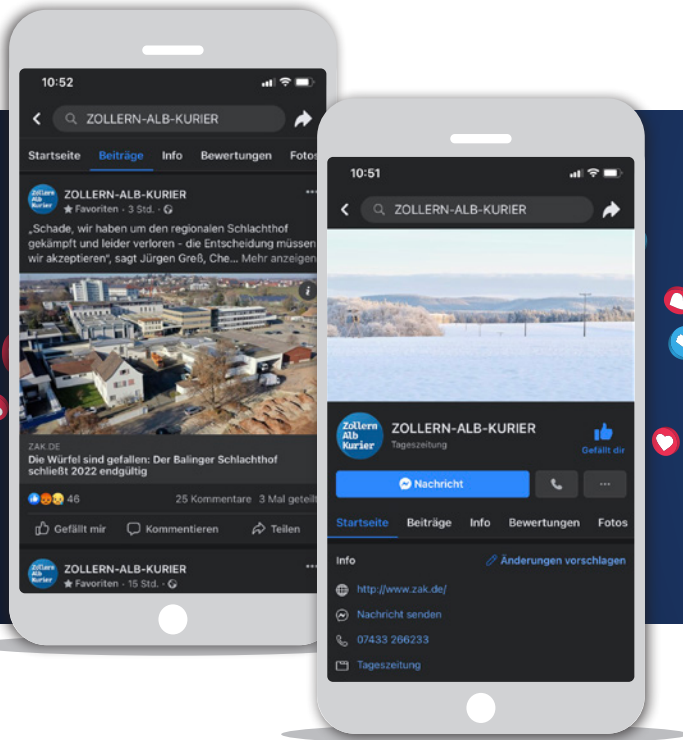 10:52
ZOLLERN-ALB-KURIER
Startseite Beiträge Info Bewertungen Fotos
Zollern
Alb
Kurier
ZOLLERN-ALB-KURIER
Favoriten · 3 Std. ·
„Schade, wir haben um den regionalen Schlachthof
gekämpft und leider verloren - die Entscheidung müssen
wir akzeptieren“, sagt Jürgen Greß, Che... Mehr anzeigen
ZAK.DE
Die Würfel sind gefallen: Der Balinger Schlachthof
schließt 2022 endgültig
46 25 Kommentare 3 Mal geteilt
Gefällt mir Kommentieren Teilen
Zollern
Alb
Kurier
ZOLLERN-ALB-KURIER
Favoriten · 15 Std. ·
10:51
ZOLLERN-ALB-KURIER
Zollern
Alb
Kurier
ZOLLERN-ALB-KURIER
Tageszeitung
Gefällt dir
Nachricht
Startseite Beiträge Info Bewertungen Fotos
Info Änderungen vorschlagen
http://www.zak.de/
Nachricht senden
07433 266233
Tageszeitung